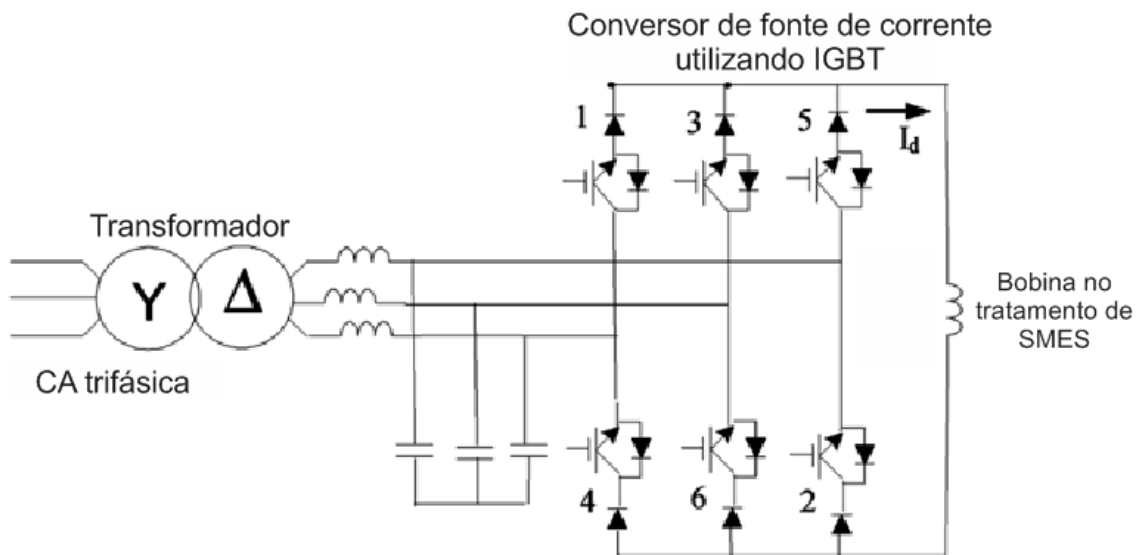 Conversor de fonte de corrente
utilizando IGBT
1
3
5
I_d
Transformador
Y
Δ
Bobina no
tratamento de
SMES
CA trifásica
4
6
2